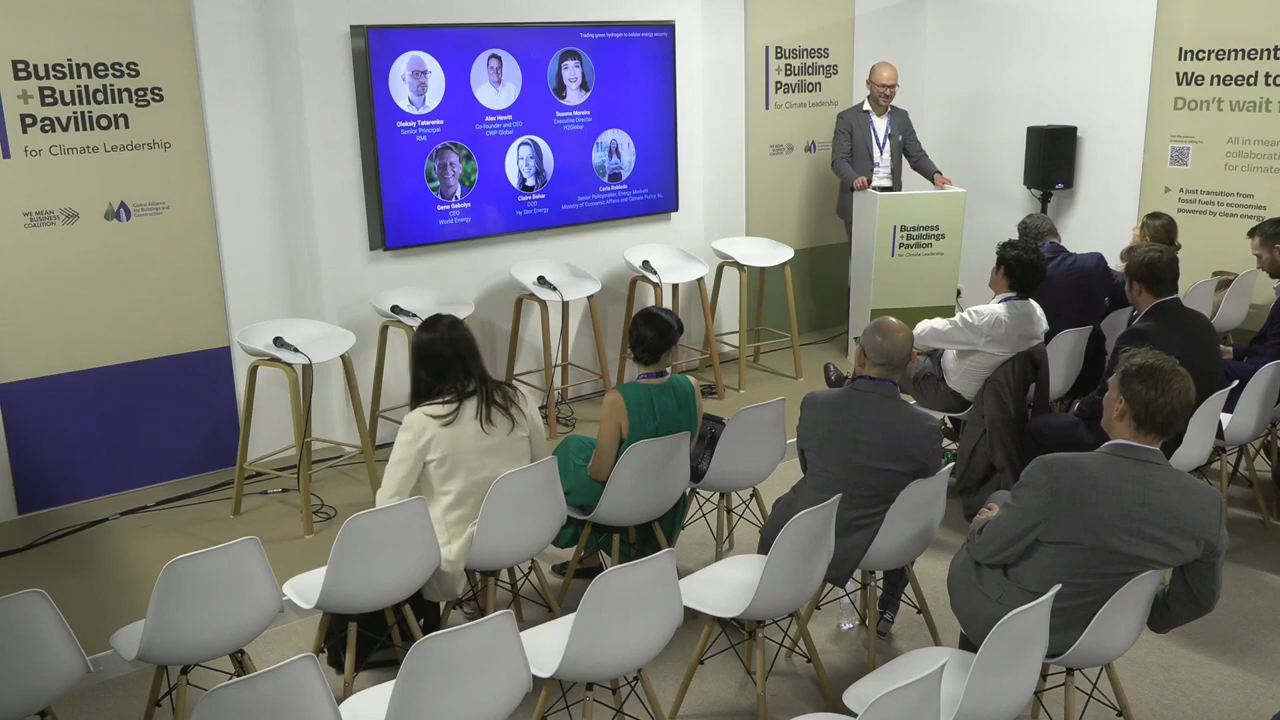 Business
+Buildings
Pavilion
for Climate Leadership
WE MEAN
BUSINESS
COALITION
Global Alliance
for Buildings and
Construction
Trading green hydrogen to bolster energy security
Oleksiy Tatarenko
Senior Principal
RMI
Alex Hewitt
Co-founder and CEO
CWP Global
Susana Moreira
Executive Director
H2Global
Gene Gebolys
CEO
World Energy
Claire Behar
CCO
Hy Stor Energy
Carla Robledo
Senior Policymaker, Energy Markets
Ministry of Economic Affairs and Climate Policy, NL
Business
+Buildings
Pavilion
for Climate Leadership
Business
+Buildings
Pavilion
for Climate Leadership
Increment
We need to
Don't wait
All in mean
collaborat
for climate
A just transition from
fossil fuels to economies
powered by clean energy